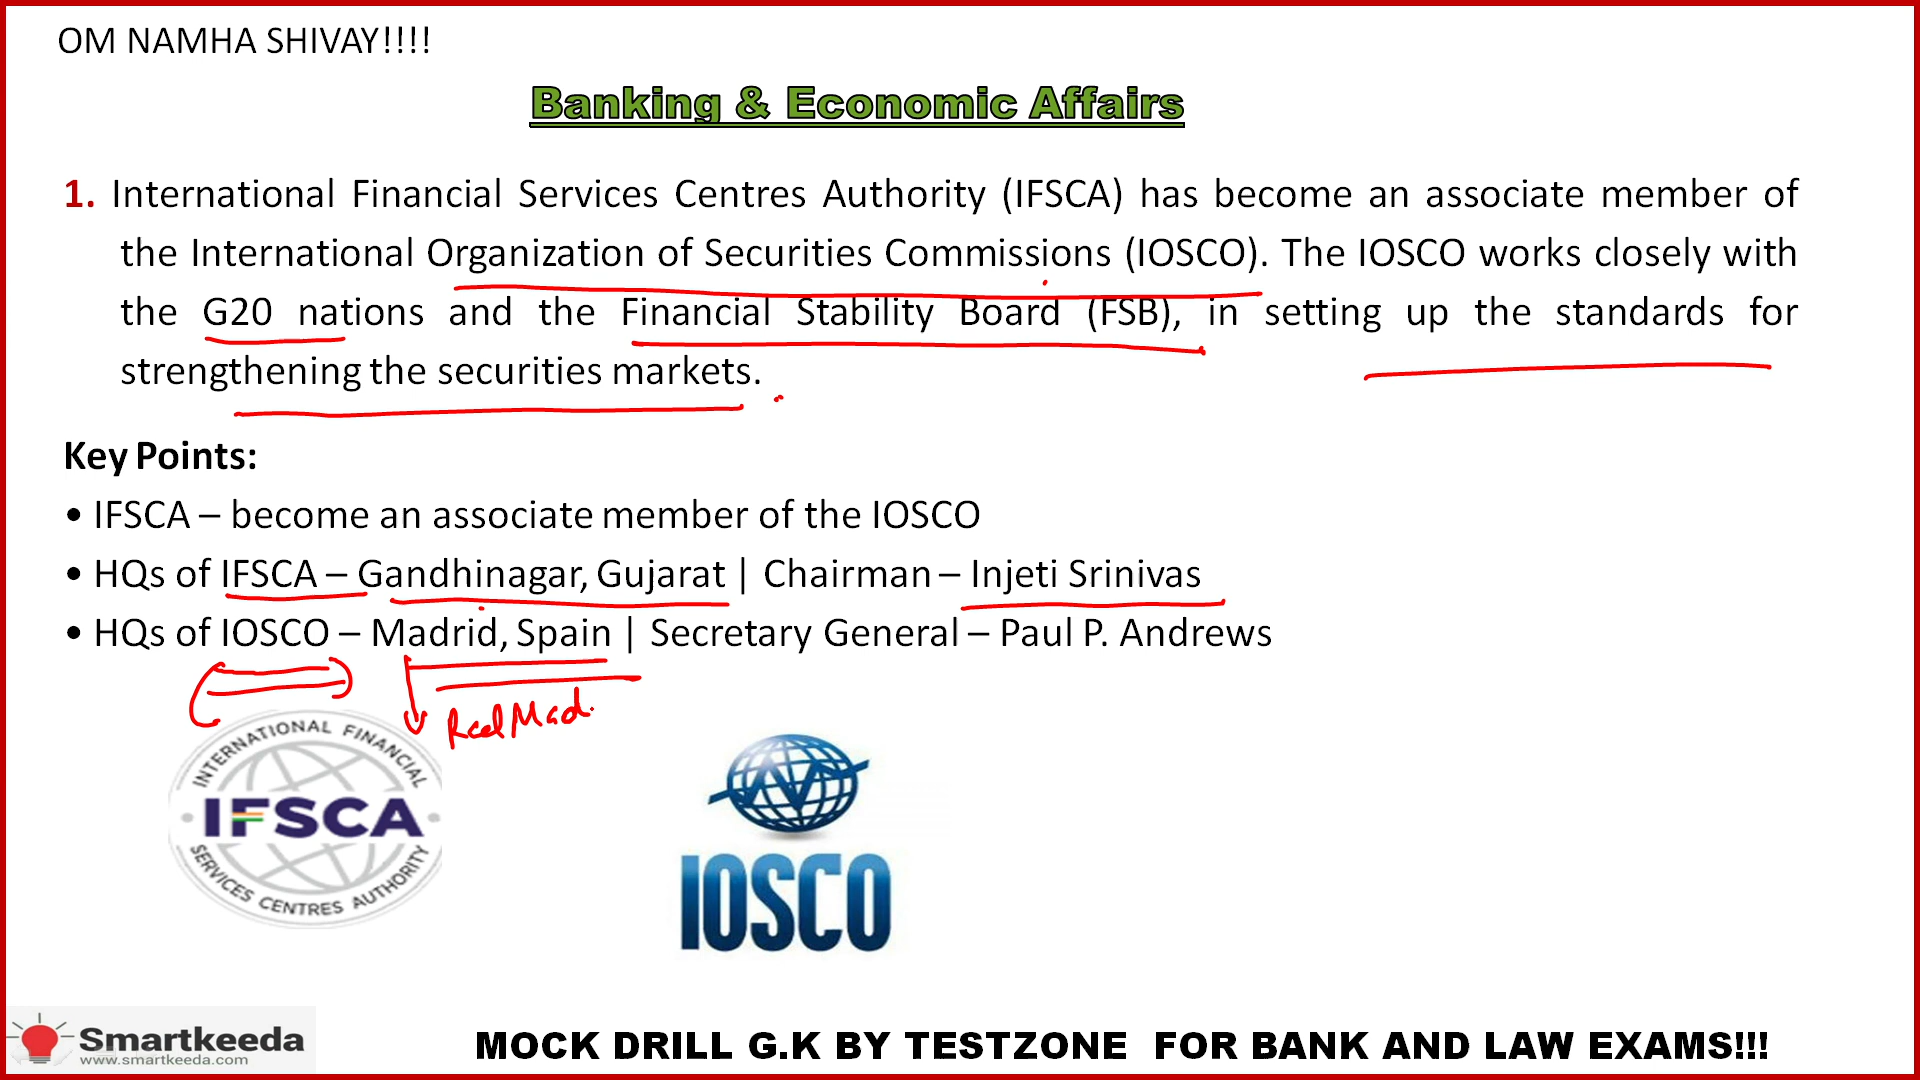 OM NAMHA SHIVAY!!!!
Banking & Economic Affairs
1. International Financial Services Centres Authority (IFSCA) has become an associate member of
the International Organization of Securities Commissions (IOSCO). The IOSCO works closely with
the G20 nations and the Financial Stability Board (FSB), in setting up the standards for
strengthening the securities markets.
Key Points:
• IFSCA – become an associate member of the IOSCO
• HQs of IFSCA – Gandhinagar, Gujarat | Chairman – Injeti Srinivas
• HQs of IOSCO – Madrid, Spain | Secretary General – Paul P. Andrews
Real Mad.
INTERNATIONAL FINANCIAL
IFSCA
SERVICES CENTRES AUTHORITY
IOSCO
Smartkeeda
www.smartkeeda.com
MOCK DRILL G.K BY TESTZONE FOR BANK AND LAW EXAMS!!!